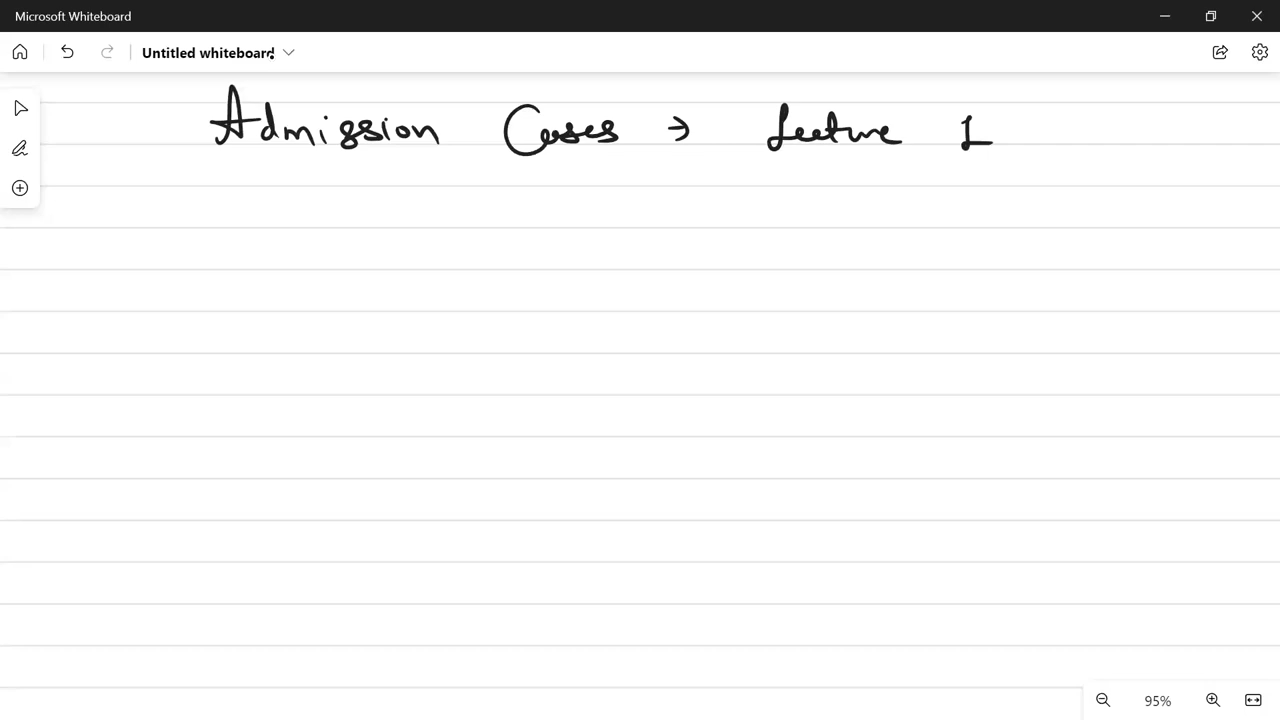 Microsoft Whiteboard
Untitled whiteboard
Admission Cases → Lecture 1
95%